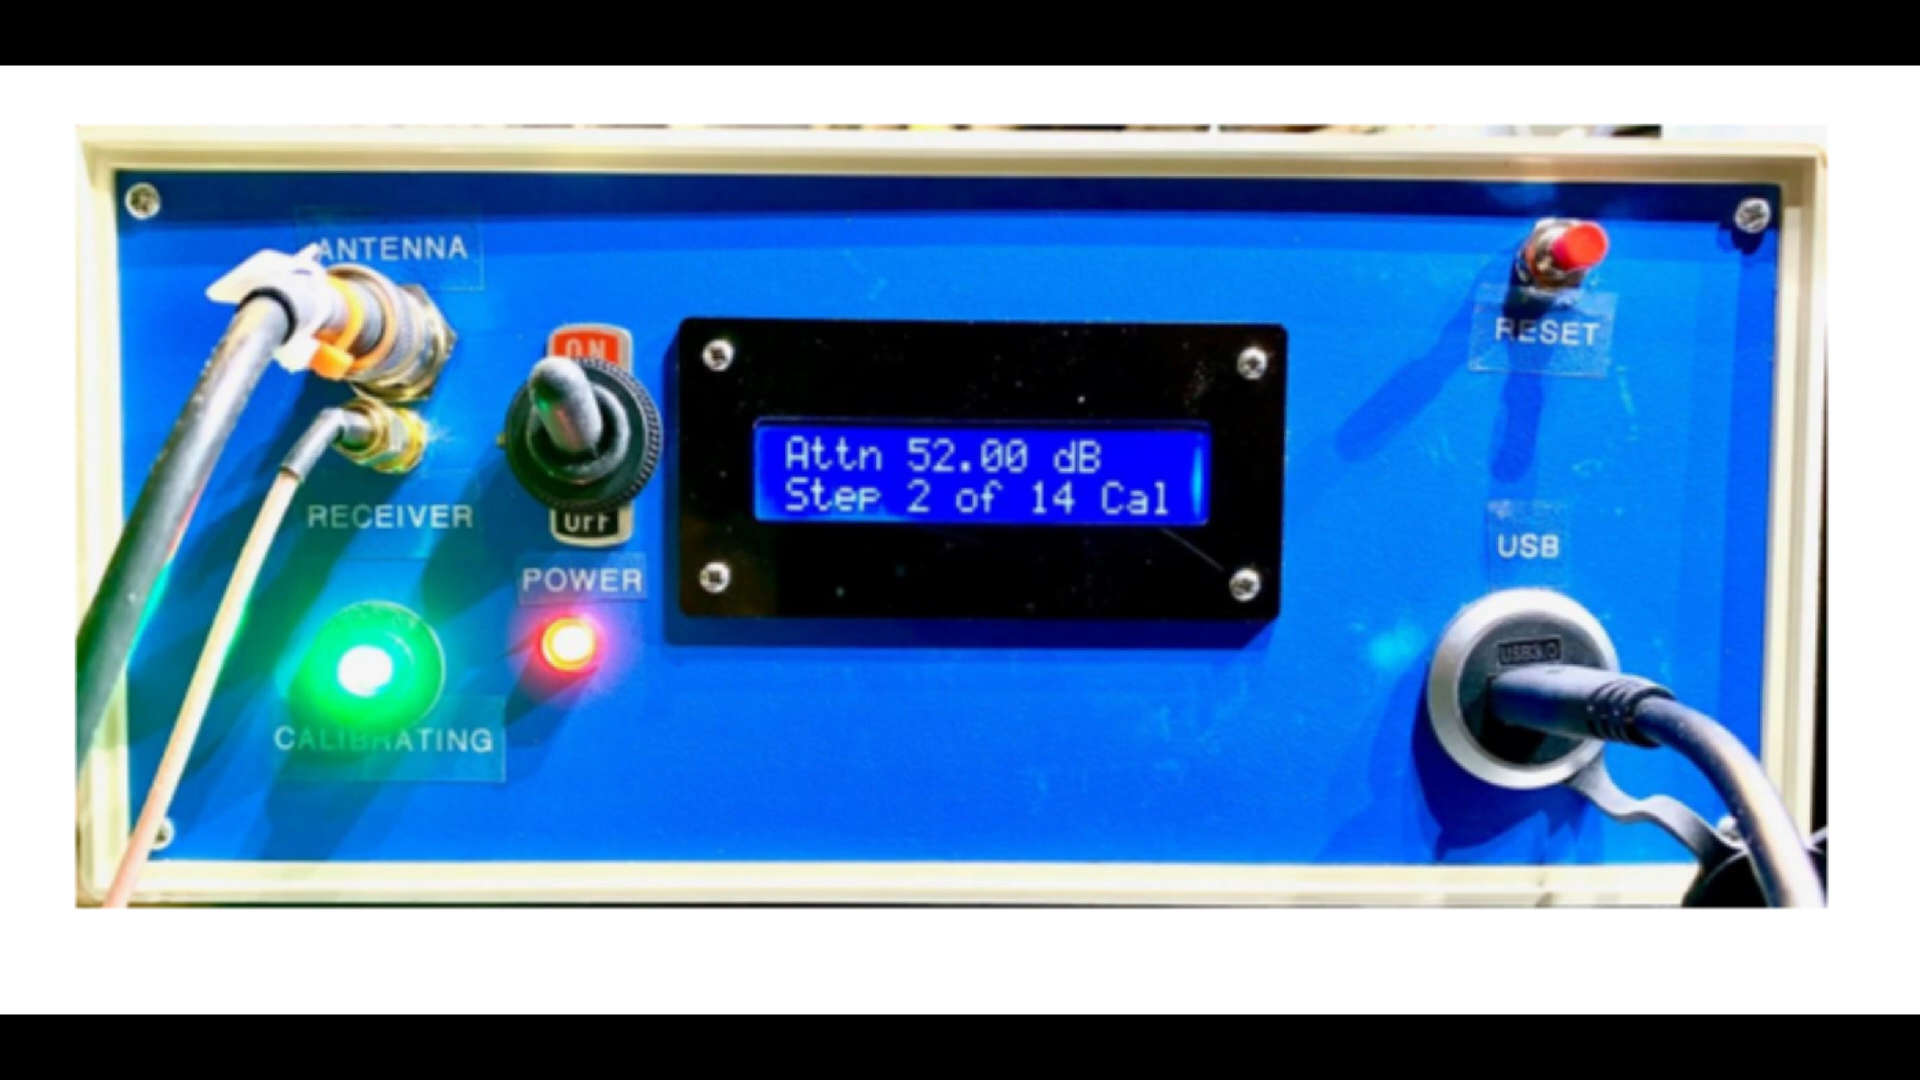 ANTENNA
ON
OFF
RECEIVER
POWER
CALIBRATING
Attn 52.00 dB
Step 2 of 14 Cal
RESET
USB
USB3.0